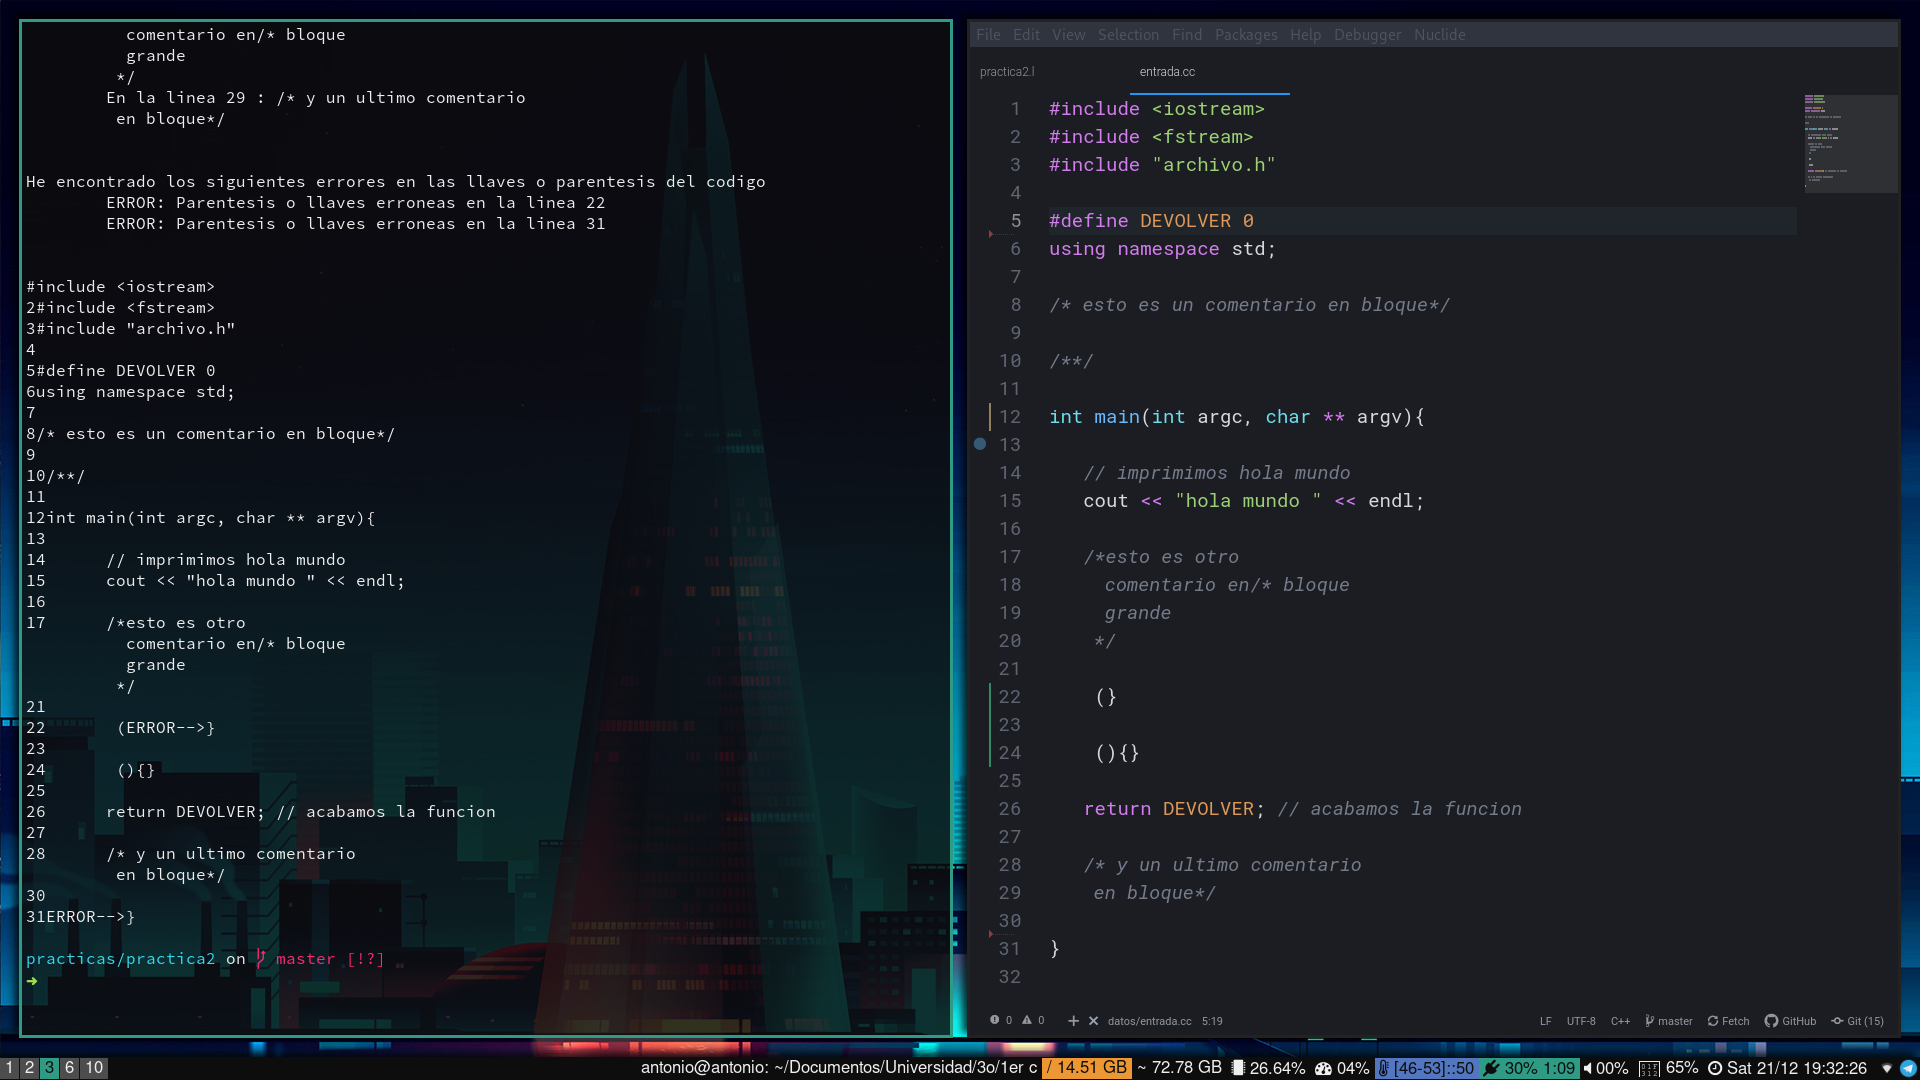 comentario en/* bloque
grande
*/
En la linea 29 : /* y un ultimo comentario
en bloque*/
He encontrado los siguientes errores en las llaves o parentesis del codigo
ERROR: Parentesis o llaves erroneas en la linea 22
ERROR: Parentesis o llaves erroneas en la linea 31
#include <iostream>
2#include <fstream>
3#include "archivo.h"
4
5#define DEVOLVER 0
6using namespace std;
7
8/* esto es un comentario en bloque*/
9
10/**/
11
12int main(int argc, char ** argv){
13
14 // imprimimos hola mundo
15 cout << "hola mundo " << endl;
16
17 /*esto es otro
comentario en/* bloque
grande
*/
21
22 (ERROR-->}
23
24 (){}
25
26 return DEVOLVER; // acabamos la funcion
27
28 /* y un ultimo comentario
en bloque*/
30
31ERROR-->}
practicas/practica2 on master [!?]
➜
File Edit View Selection Find Packages Help Debugger Nuclide
practica2.l entrada.cc
1 #include <iostream>
2 #include <fstream>
3 #include "archivo.h"
4
5 #define DEVOLVER 0
6 using namespace std;
7
8 /* esto es un comentario en bloque*/
9
10 /**/
11
12 int main(int argc, char ** argv){
13
14 // imprimimos hola mundo
15 cout << "hola mundo " << endl;
16
17 /*esto es otro
18 comentario en/* bloque
19 grande
20 */
21
22 (}
23
24 (){}
25
26 return DEVOLVER; // acabamos la funcion
27
28 /* y un ultimo comentario
29 en bloque*/
30
31 }
32
0 0 + × datos/entrada.cc 5:19 LF UTF-8 C++ master Fetch GitHub Git (15)
1 2 3 6 10 antonio@antonio: ~/Documentos/Universidad/3o/1er c / 14.51 GB ~ 72.78 GB 26.64% 04% [46-53]::50 30% 1:09 00% 65% Sat 21/12 19:32:26